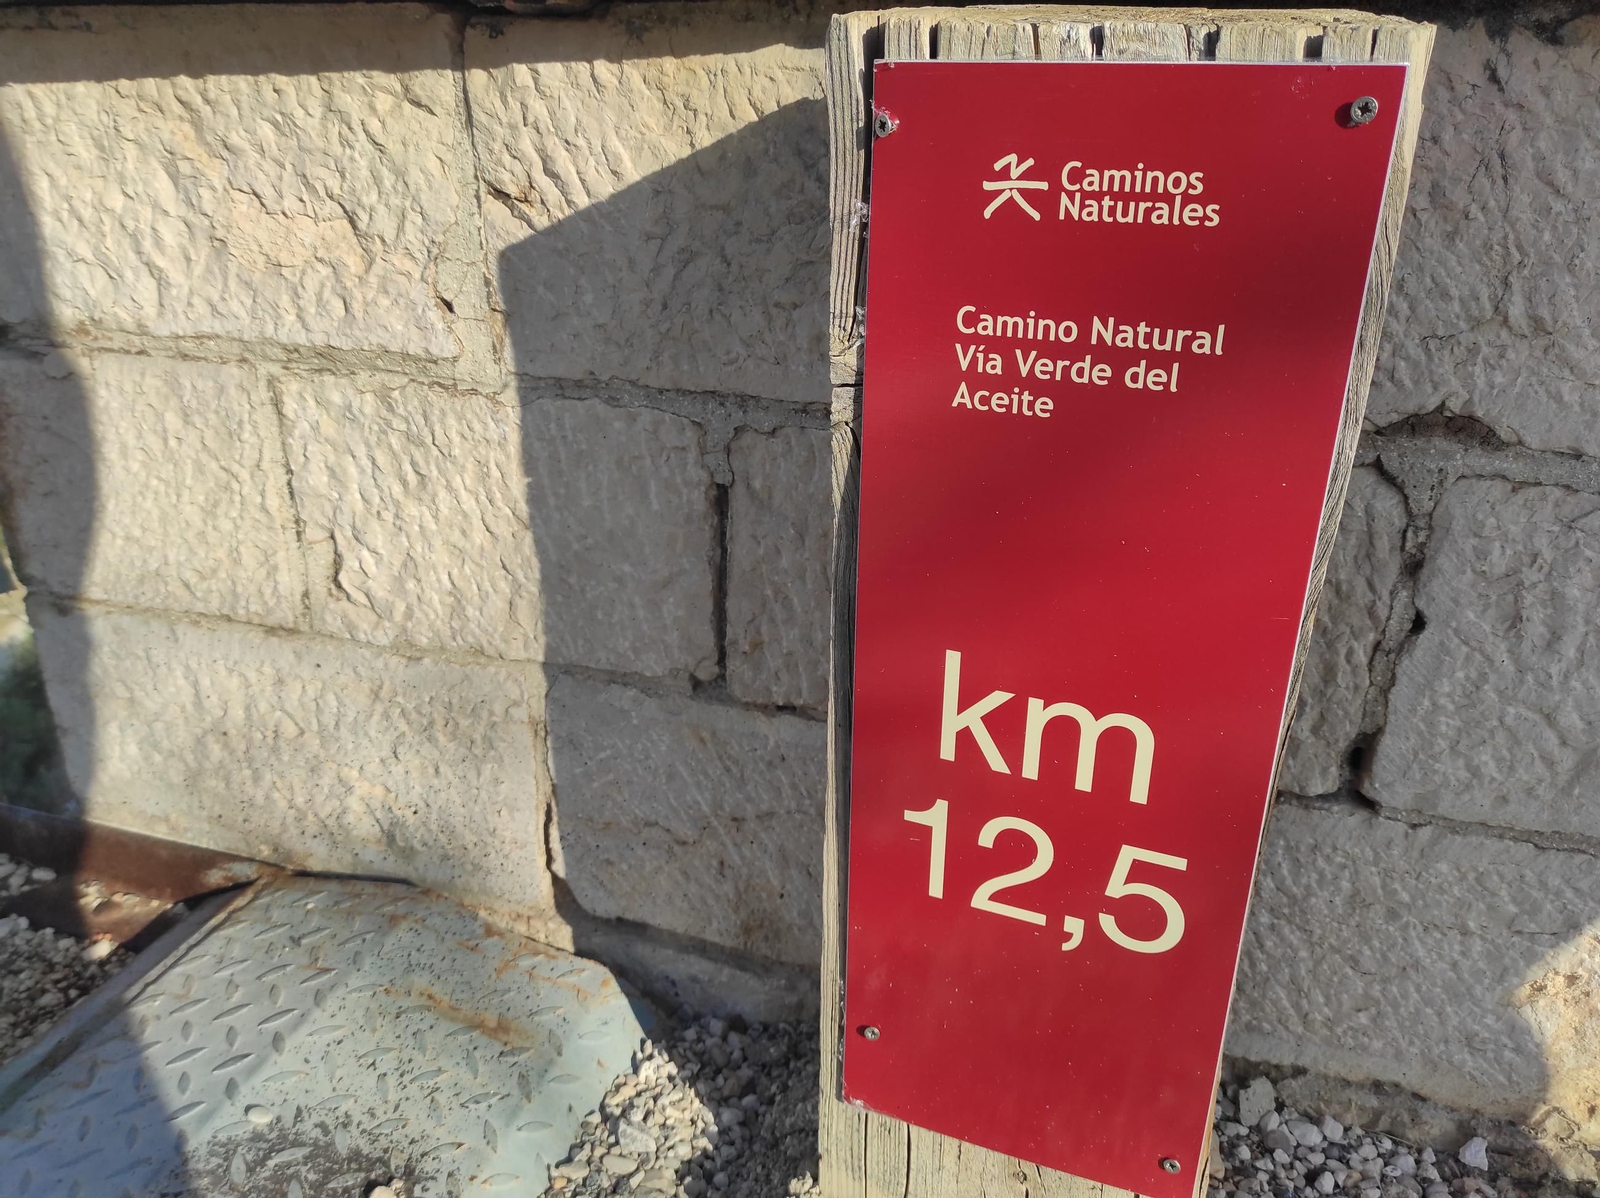 Caminos
Naturales
Camino Natural
Vía Verde del
Aceite
km
12,5